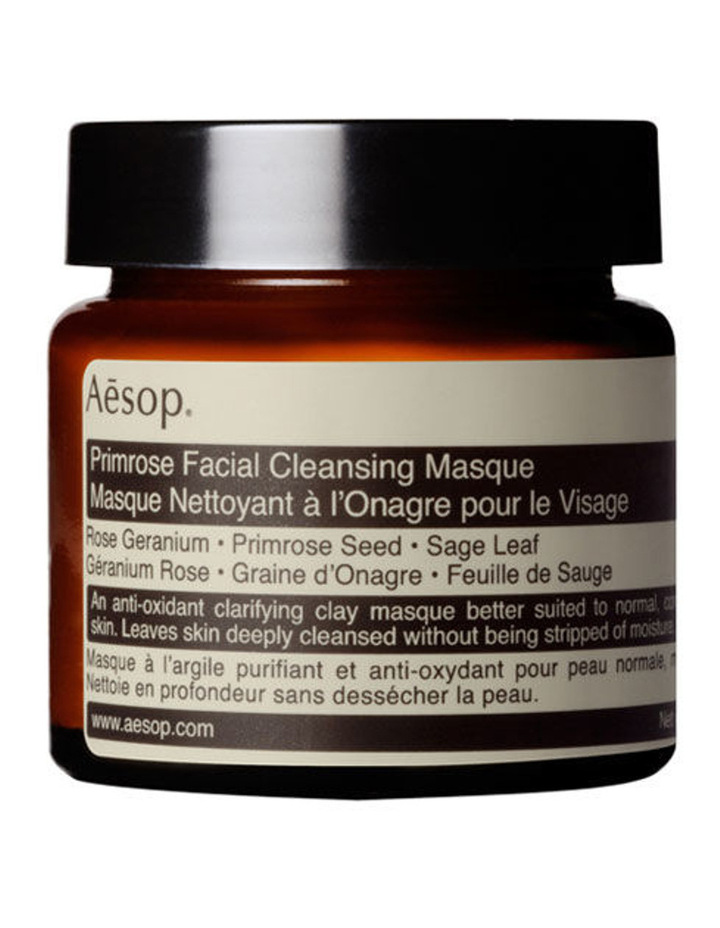 Aēsop.
Primrose Facial Cleansing Masque
Masque Nettoyant à l'Onagre pour le Visage
Rose Geranium • Primrose Seed • Sage Leaf
Géranium Rose • Graine d'Onagre • Feuille de Sauge
An anti-oxidant clarifying clay masque better suited to normal,
skin. Leaves skin deeply cleansed without being stripped of moisture
Masque à l'argile purifiant et anti-oxydant pour peau normale,
Nettoie en profondeur sans dessécher la peau.
www.aesop.com